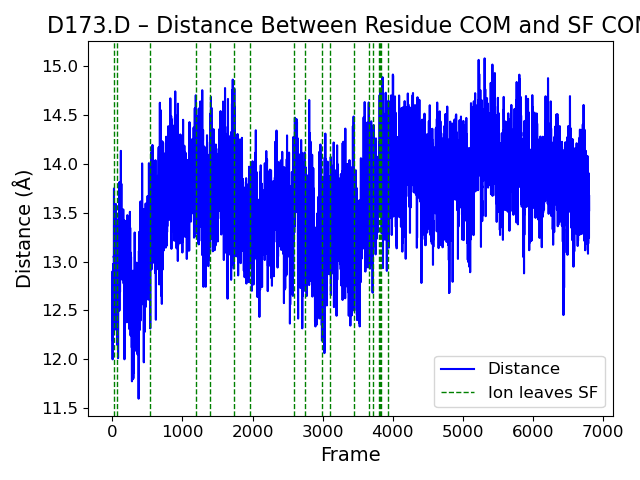 D173.D – Distance Between Residue COM and SF COM
Distance (Å)
15.0
14.5
14.0
13.5
13.0
12.5
12.0
11.5
Distance
Ion leaves SF
0 1000 2000 3000 4000 5000 6000 7000
Frame